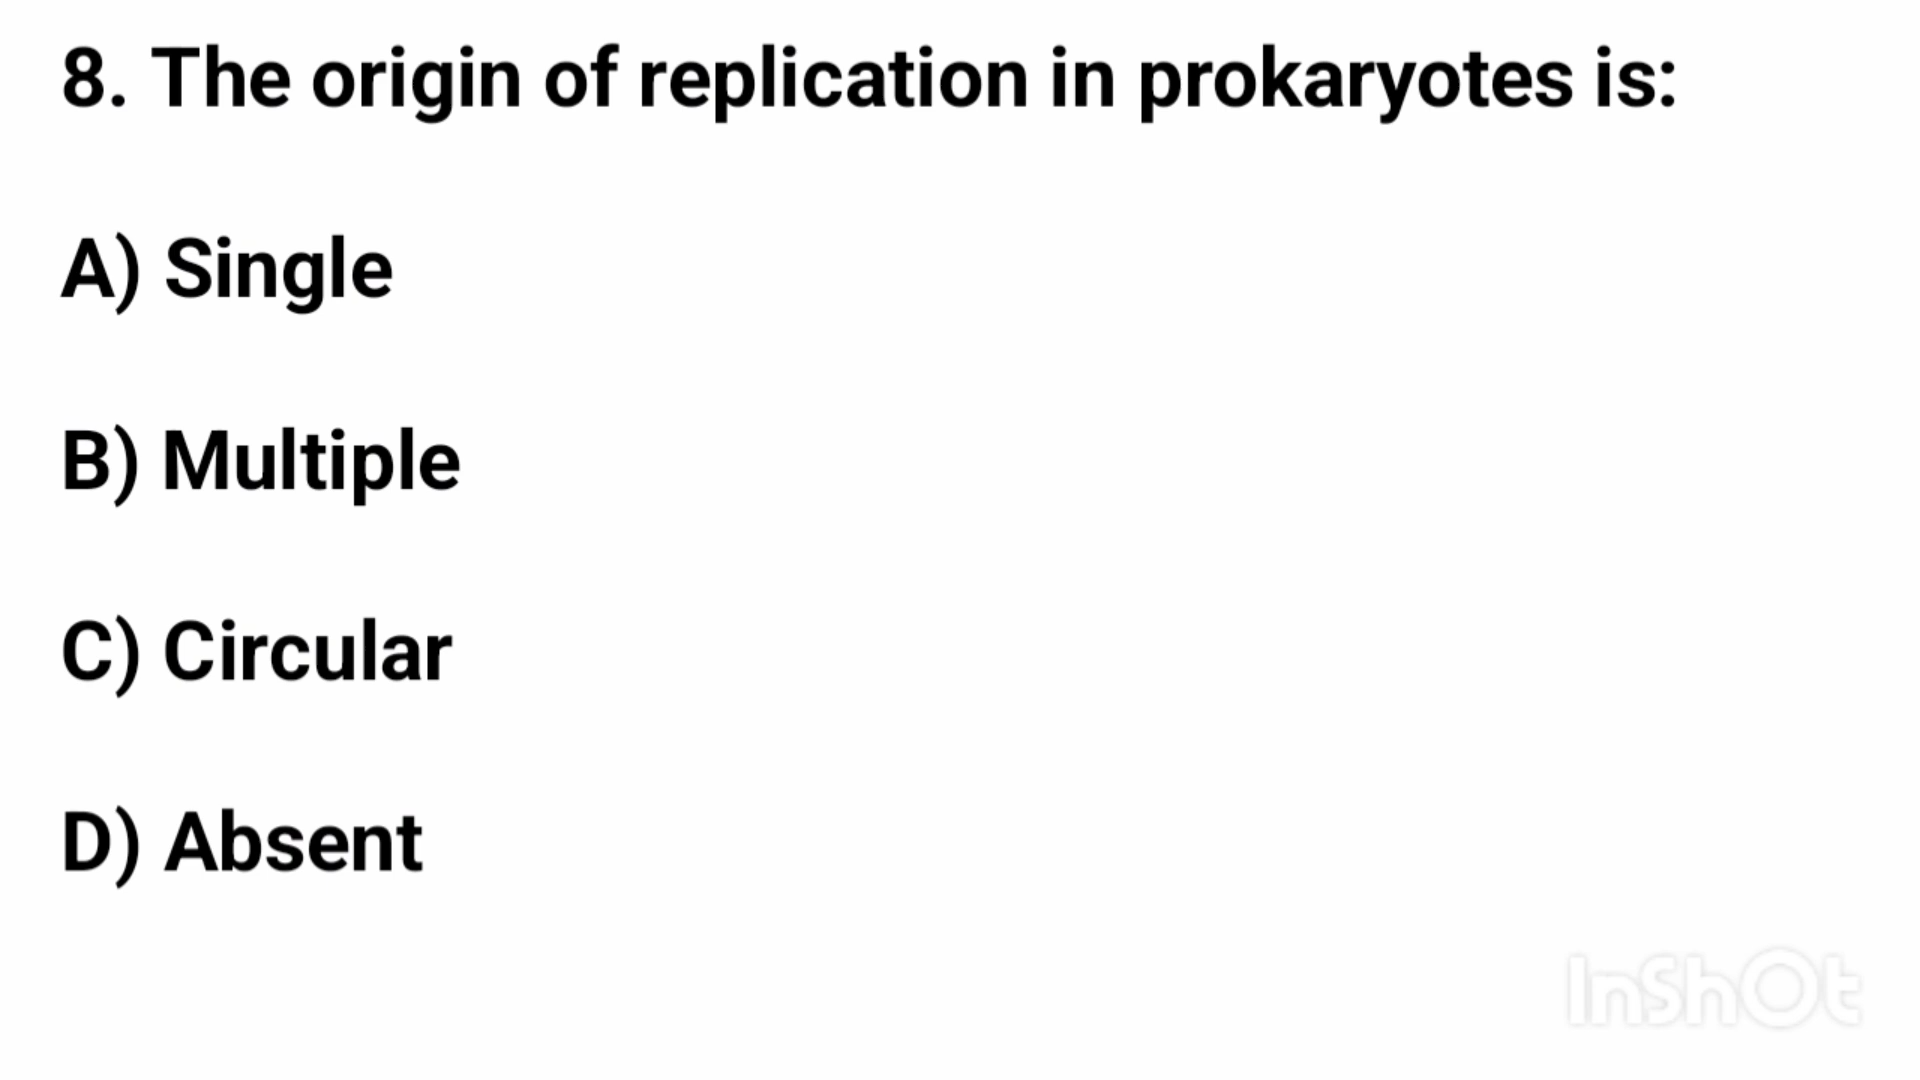 8. The origin of replication in prokaryotes is:
A) Single
B) Multiple
C) Circular
D) Absent
InShOt